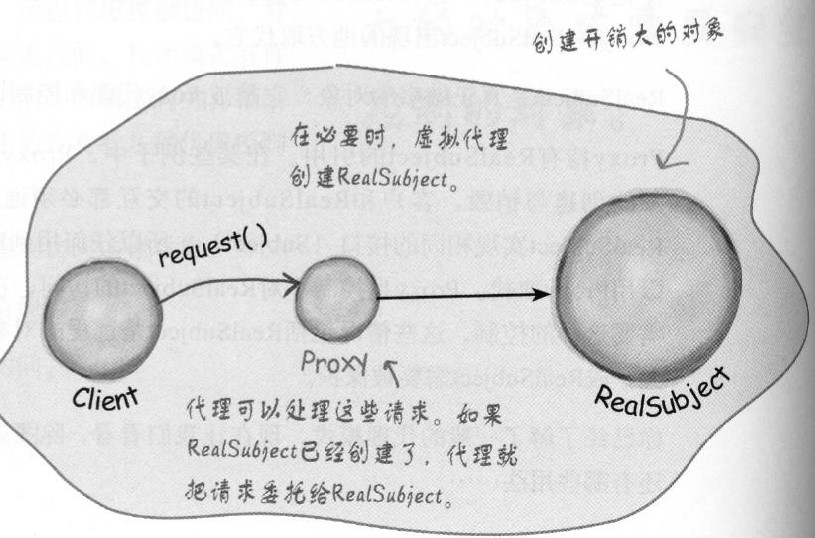 创建开销大的对象
在必要时，虚拟代理
创建RealSubject。
request()
Client
Proxy
RealSubject
代理可以处理这些请求。如果
RealSubject已经创建了，代理就
把请求委托给RealSubject。